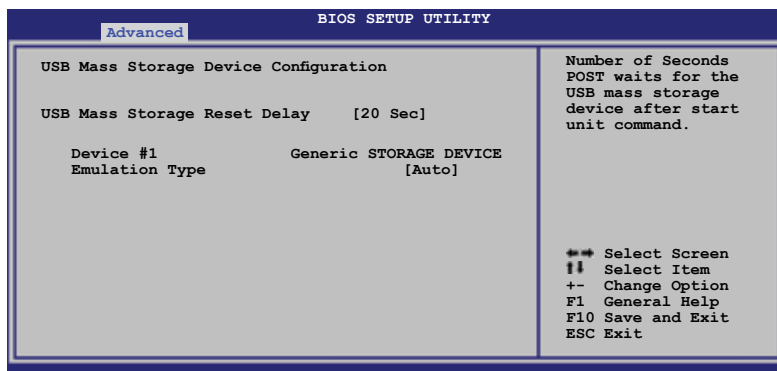 BIOS SETUP UTILITY
Advanced
USB Mass Storage Device Configuration
USB Mass Storage Reset Delay [20 Sec]
Device #1 Generic STORAGE DEVICE
Emulation Type [Auto]
Number of Seconds
POST waits for the
USB mass storage
device after start
unit command.
←→ Select Screen
↑↓ Select Item
+- Change Option
F1 General Help
F10 Save and Exit
ESC Exit